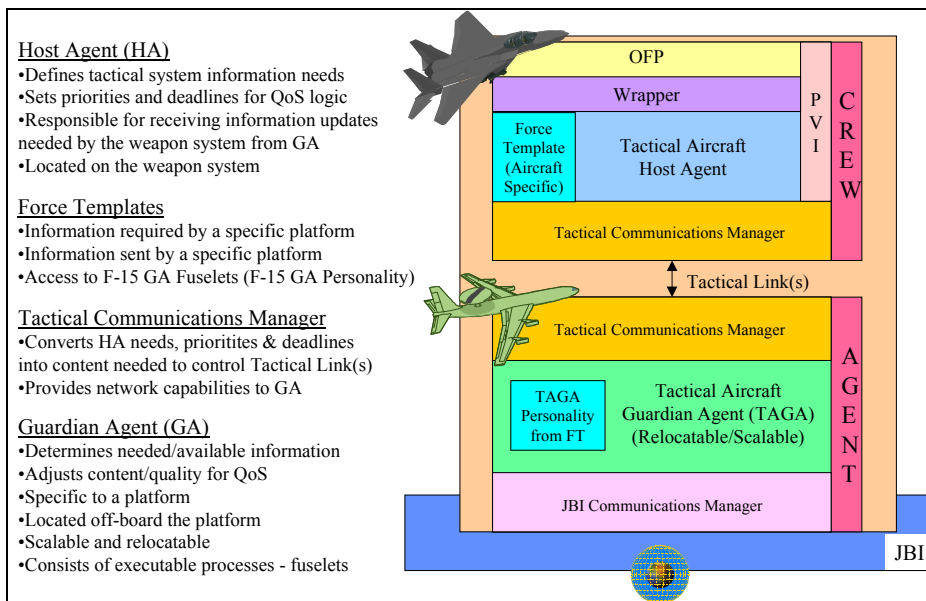 Host Agent (HA)
•Defines tactical system information needs
•Sets priorities and deadlines for QoS logic
•Responsible for receiving information updates
needed by the weapon system from GA
•Located on the weapon system
Force Templates
•Information required by a specific platform
•Information sent by a specific platform
•Access to F-15 GA Fuselets (F-15 GA Personality)
Tactical Communications Manager
•Converts HA needs, prioritites & deadlines
into content needed to control Tactical Link(s)
•Provides network capabilities to GA
Guardian Agent (GA)
•Determines needed/available information
•Adjusts content/quality for QoS
•Specific to a platform
•Located off-board the platform
•Scalable and relocatable
•Consists of executable processes - fuselets
OFP
Wrapper
Force
Template
(Aircraft
Specific)
Tactical Aircraft
Host Agent
PVI
CREW
Tactical Communications Manager
Tactical Link(s)
Tactical Communications Manager
TAGA
Personality
from FT
Tactical Aircraft
Guardian Agent (TAGA)
(Relocatable/Scalable)
AGENT
JBI Communications Manager
JBI